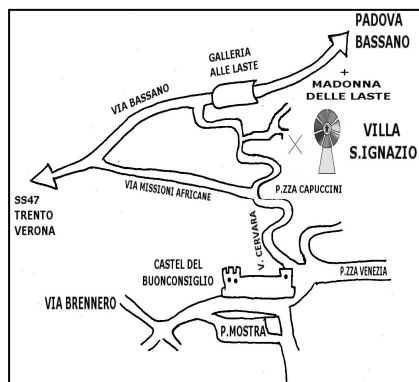 PADOVA
BASSANO
GALLERIA
ALLE LASTE
+
MADONNA
DELLE LASTE
VIA BASSANO
VILLA
S.IGNAZIO
SS47
TRENTO
VERONA
VIA MISSIONI AFRICANE
P.ZZA CAPUCCINI
V. CERVARA
CASTEL DEL
BUONCONSIGLIO
P.ZZA VENEZIA
VIA BRENNERO
P.MOSTRA